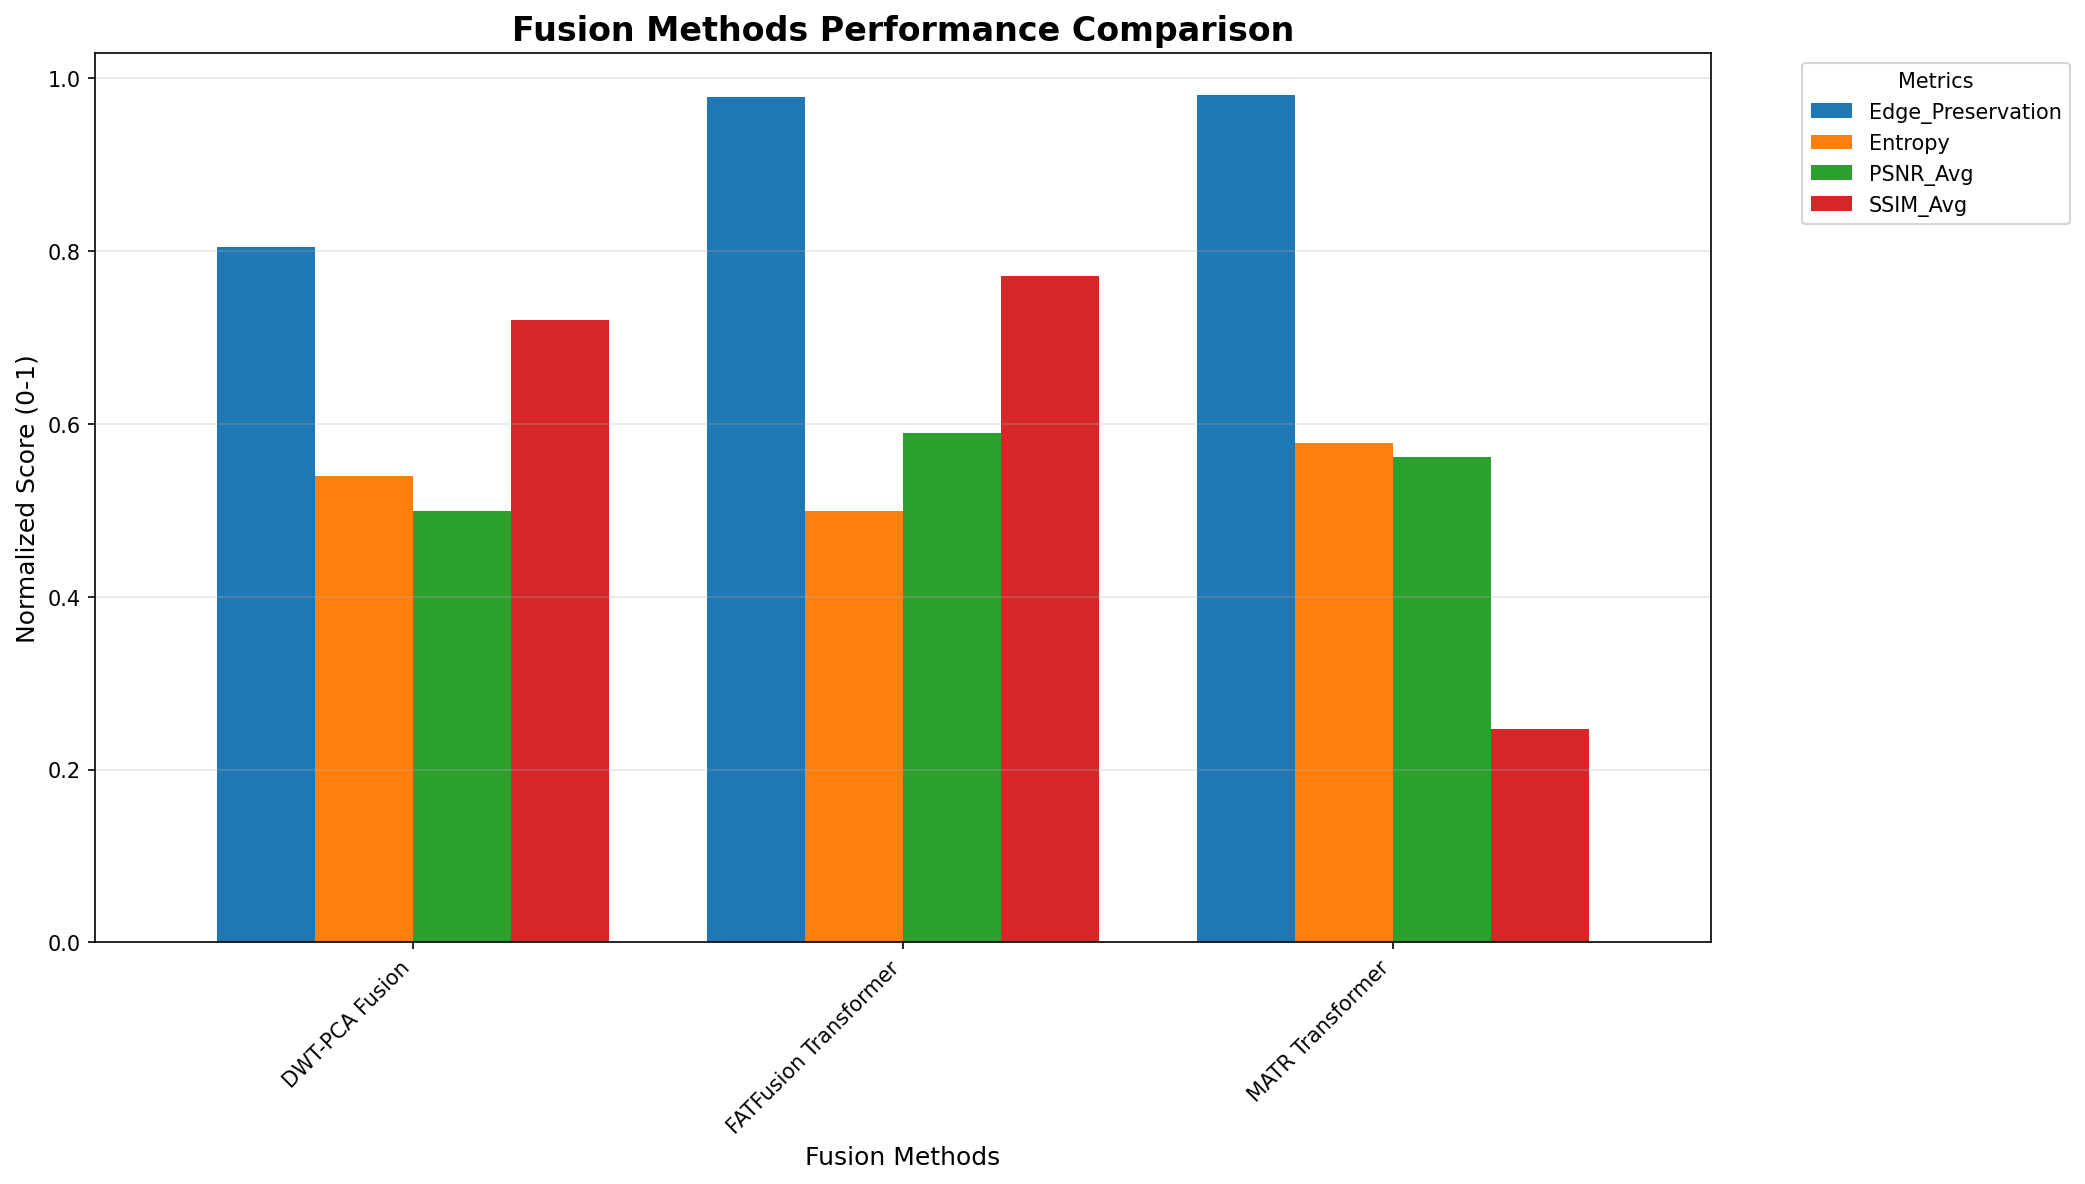 Fusion Methods Performance Comparison
Metrics
Edge_Preservation
Entropy
PSNR_Avg
SSIM_Avg
Normalized Score (0-1)
1.0
0.8
0.6
0.4
0.2
0.0
DWT-PCA Fusion
FATFusion Transformer
MATR Transformer
Fusion Methods